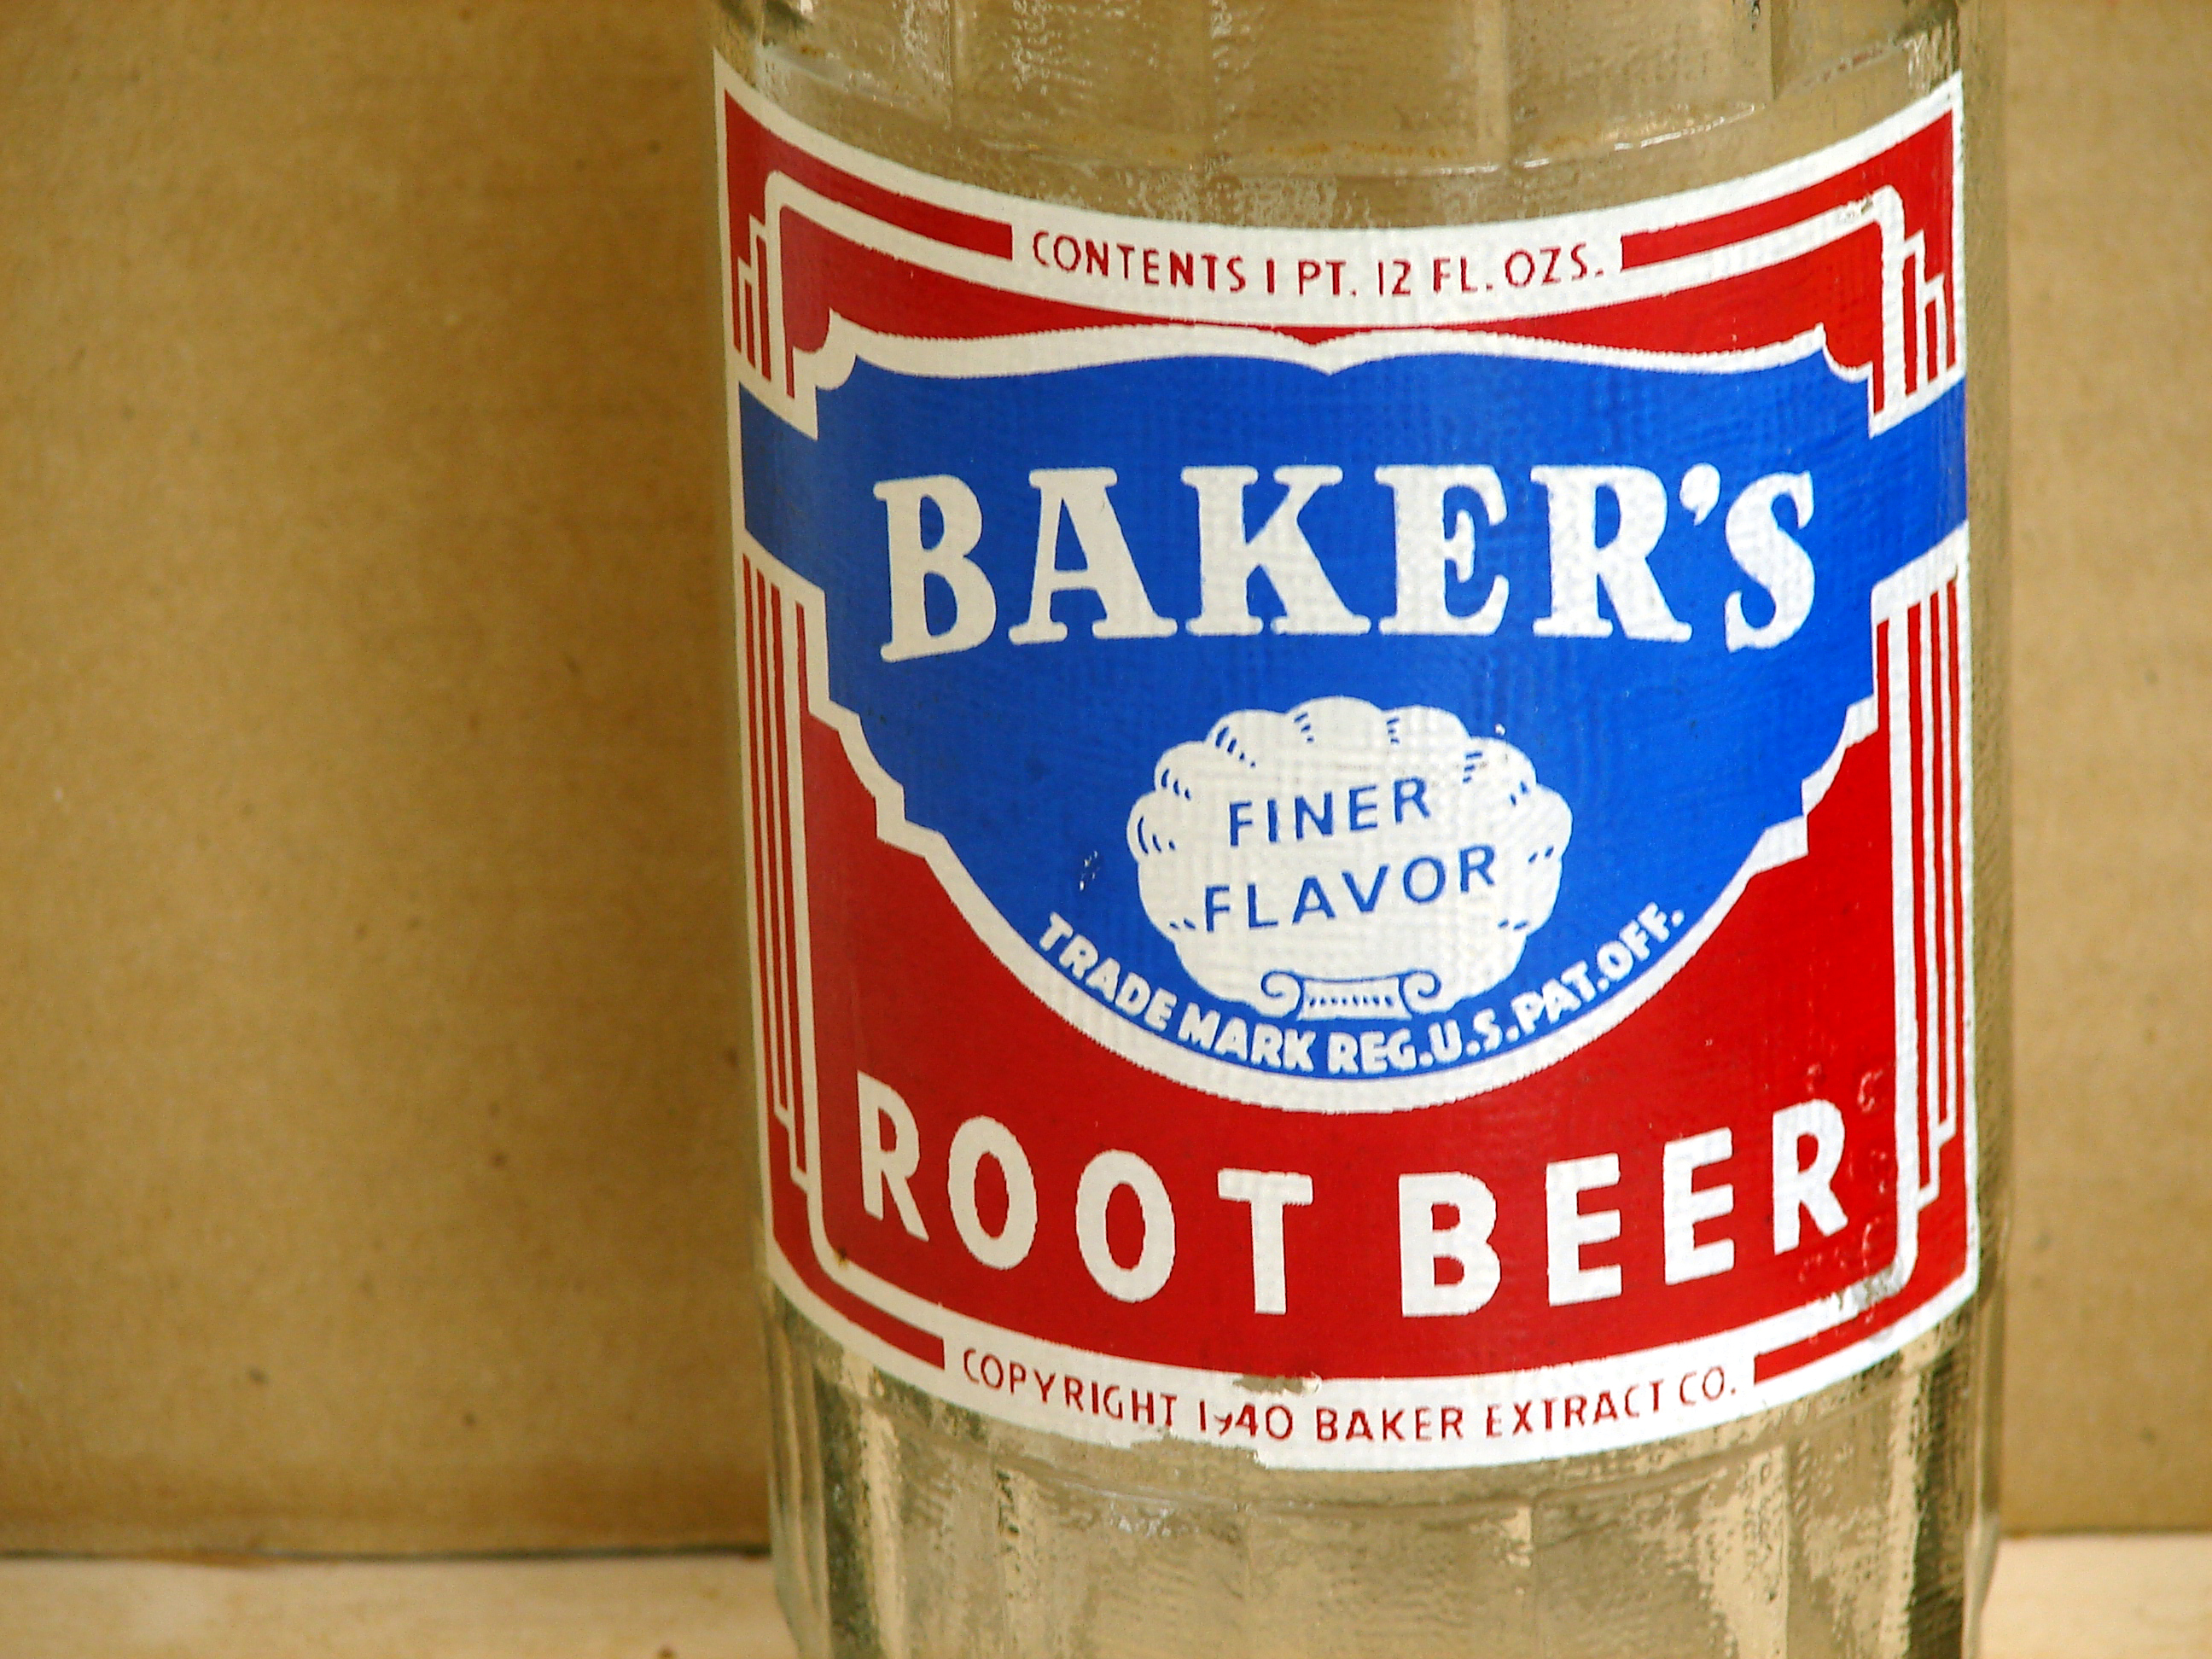 CONTENTS 1 PT. 12 FL. OZS.
BAKER'S
FINER
FLAVOR
TRADE MARK REG. U.S. PAT. OFF.
ROOT BEER
COPYRIGHT 1940 BAKER EXTRACT CO.